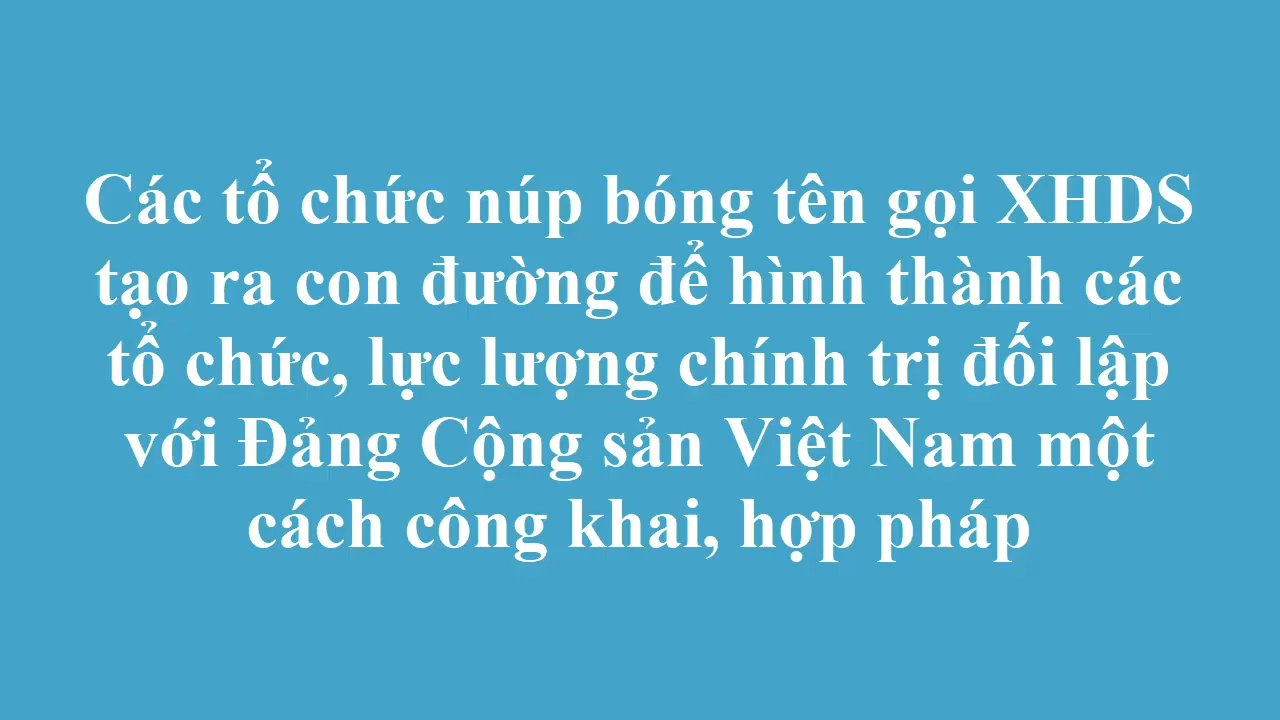 Các tổ chức núp bóng tên gọi XHDS
tạo ra con đường để hình thành các
tổ chức, lực lượng chính trị đối lập
với Đảng Cộng sản Việt Nam một
cách công khai, hợp pháp